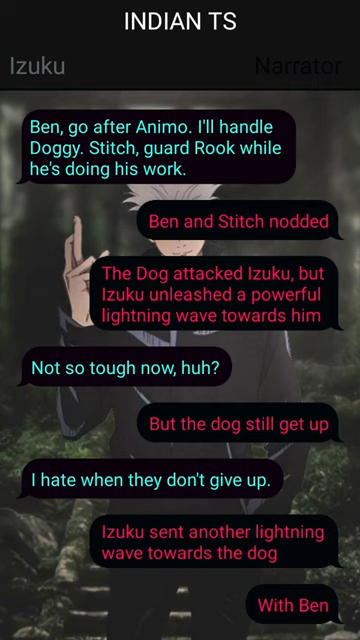 INDIAN TS
Izuku
Narrator
Ben, go after Animo. I'll handle
Doggy. Stitch, guard Rook while
he's doing his work.
Ben and Stitch nodded
The Dog attacked Izuku, but
Izuku unleashed a powerful
lightning wave towards him
Not so tough now, huh?
But the dog still get up
I hate when they don't give up.
Izuku sent another lightning
wave towards the dog
With Ben